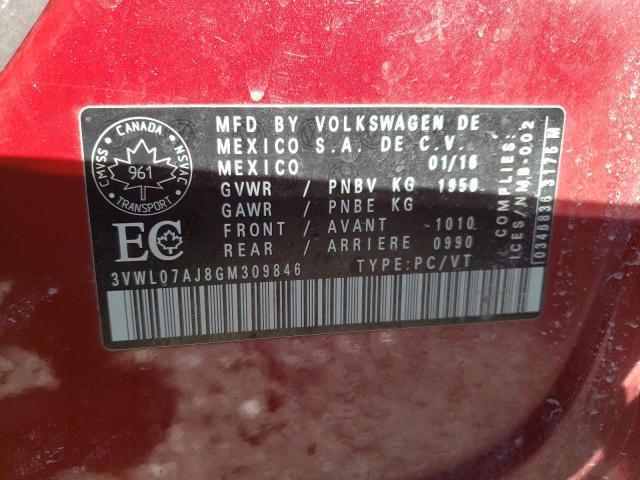 CANADA
CMVSS
NSVAC
961
TRANSPORT
EC
MFD BY VOLKSWAGEN DE
MEXICO S.A. DE C.V.
MEXICO 01/16
GVWR / PNBV KG 1950
GAWR / PNBE KG
FRONT / AVANT 1010
REAR / ARRIERE 0990
3VWL07AJ8GM309846 TYPE:PC/VT
COMPLIES:
ICES/NMB-002